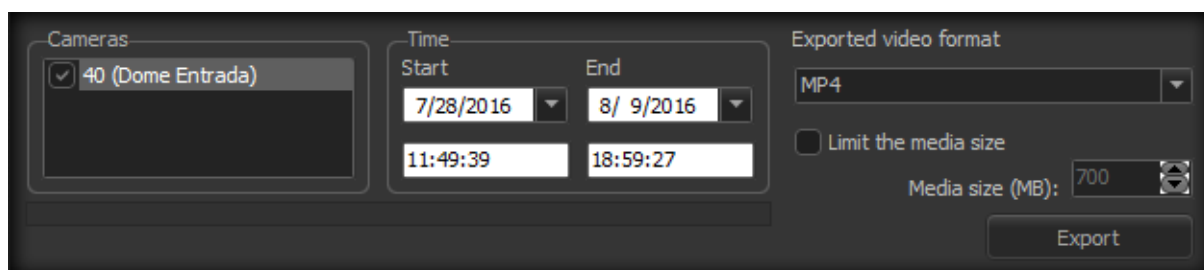 Cameras
40 (Dome Entrada)
Time
Start End
7/28/2016 8/ 9/2016
11:49:39 18:59:27
Exported video format
MP4
Limit the media size
Media size (MB): 700
Export